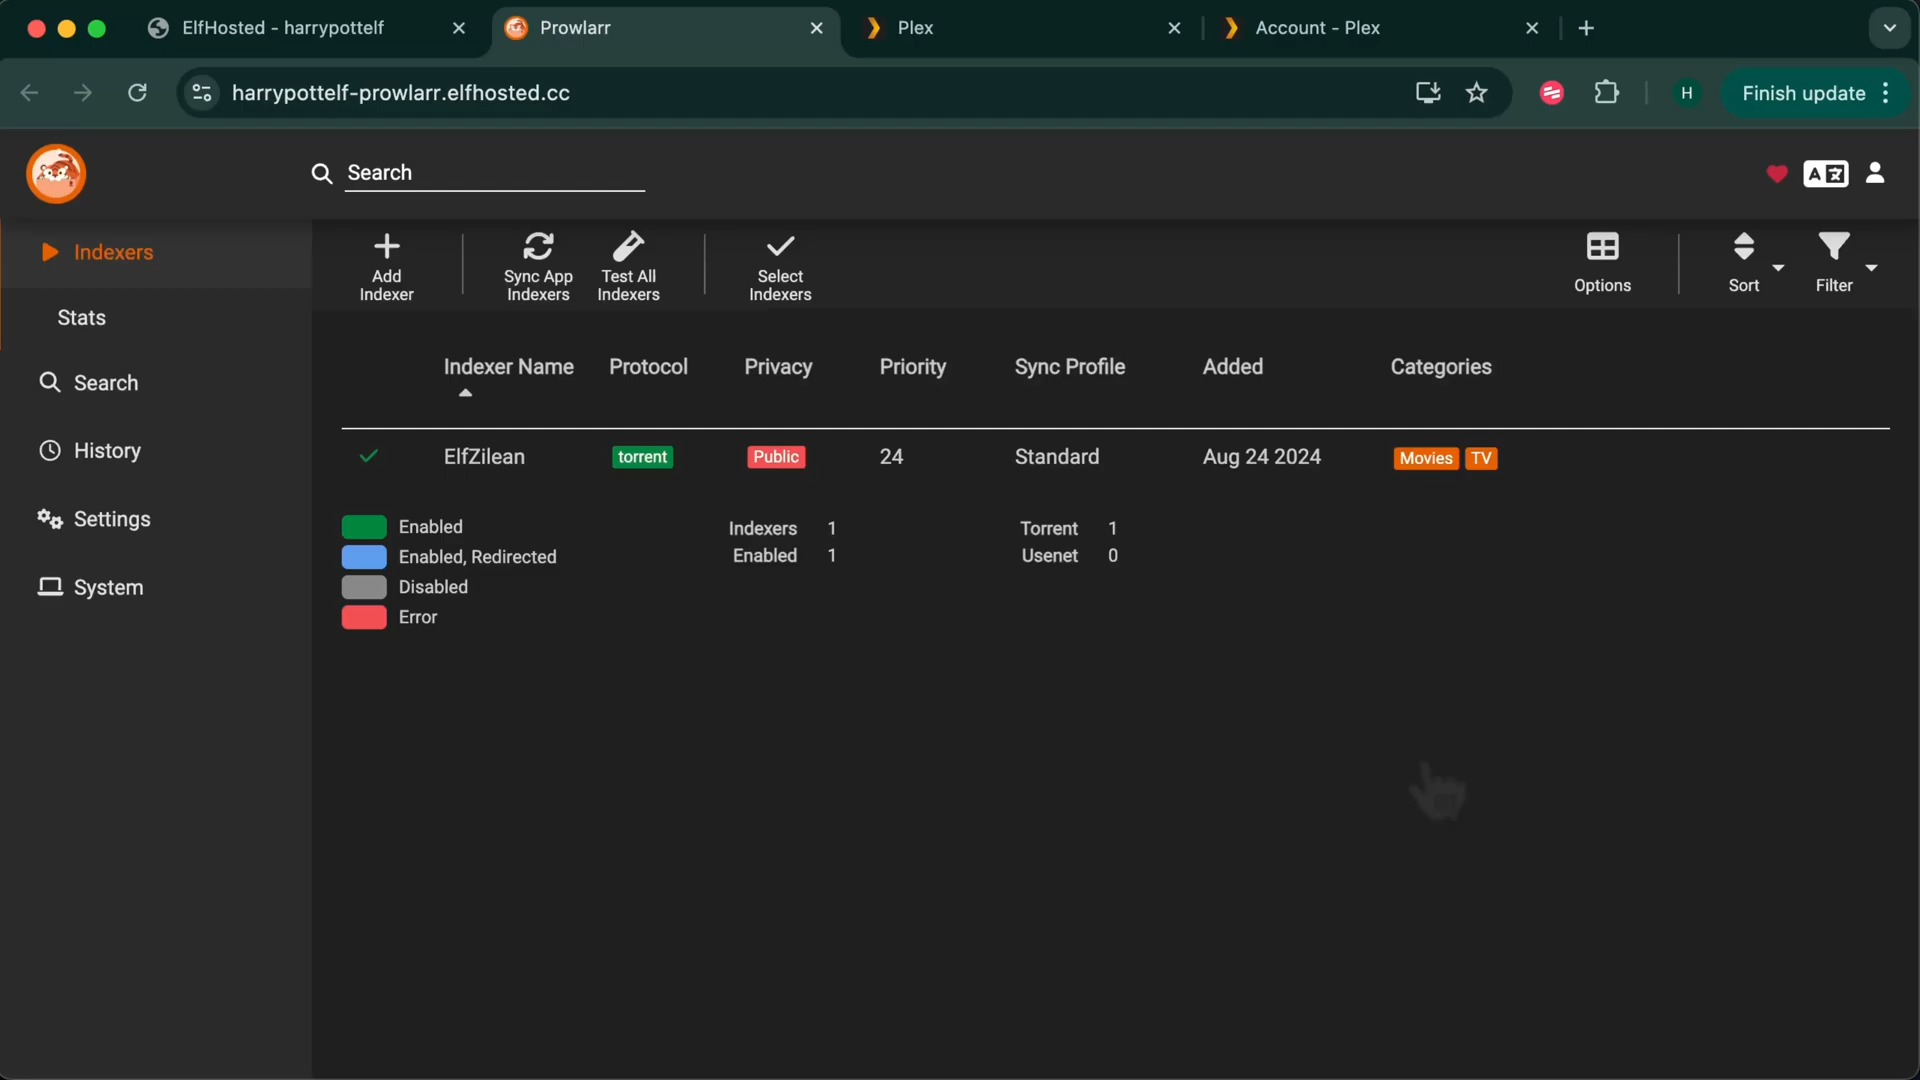 ElfHosted - harrypottelf
Prowlarr
Plex
Account - Plex
harrypottelf-prowlarr.elfhosted.cc
H
Finish update
Search
Indexers
Stats
Search
History
Settings
System
Add Indexer
Sync App Indexers
Test All Indexers
Select Indexers
Options
Sort
Filter
Indexer Name Protocol Privacy Priority Sync Profile Added Categories
ElfZilean torrent Public 24 Standard Aug 24 2024 Movies TV
Enabled
Enabled, Redirected
Disabled
Error
Indexers 1
Enabled 1
Torrent 1
Usenet 0